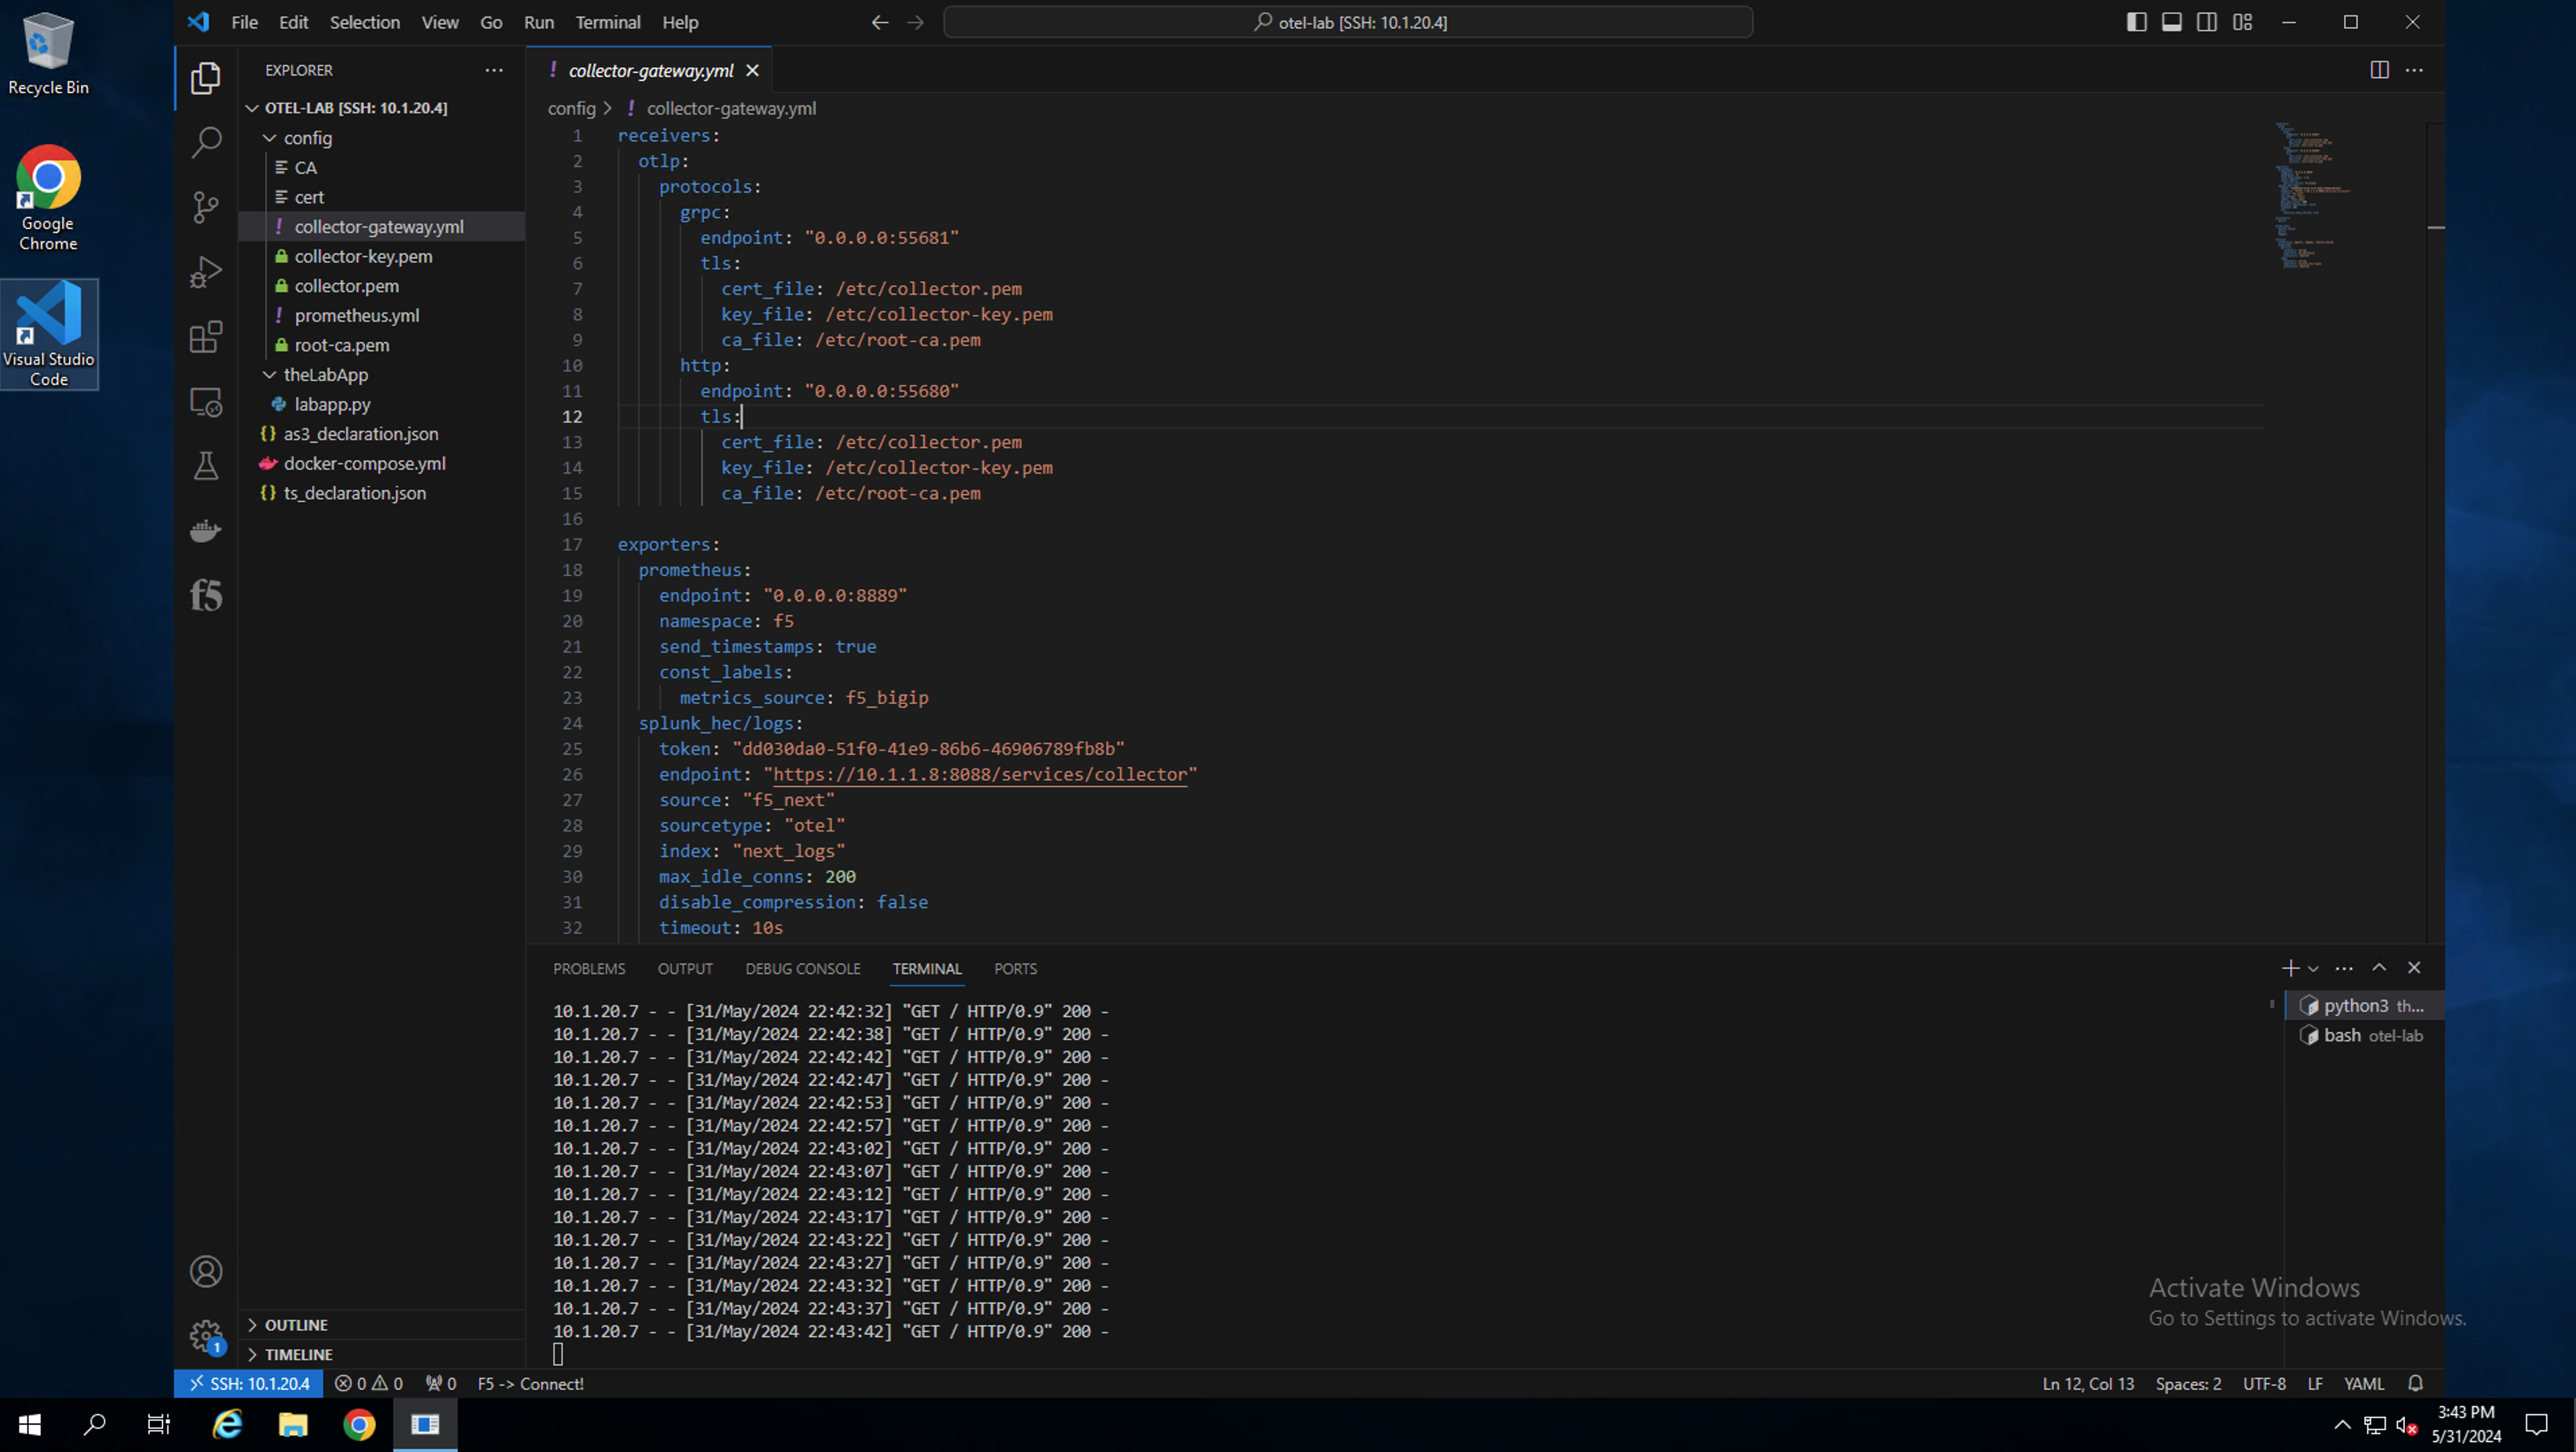 Recycle Bin
Google
Chrome
Visual Studio
Code
File Edit Selection View Go Run Terminal Help
otel-lab [SSH: 10.1.20.4]
EXPLORER
OTEL-LAB [SSH: 10.1.20.4]
config
CA
cert
collector-gateway.yml
collector-key.pem
collector.pem
prometheus.yml
root-ca.pem
theLabApp
labapp.py
as3_declaration.json
docker-compose.yml
ts_declaration.json
f5
1
OUTLINE
TIMELINE
collector-gateway.yml
config > ! collector-gateway.yml
1 receivers:
2 otlp:
3 protocols:
4 grpc:
5 endpoint: "0.0.0.0:55681"
6 tls:
7 cert_file: /etc/collector.pem
8 key_file: /etc/collector-key.pem
9 ca_file: /etc/root-ca.pem
10 http:
11 endpoint: "0.0.0.0:55680"
12 tls:
13 cert_file: /etc/collector.pem
14 key_file: /etc/collector-key.pem
15 ca_file: /etc/root-ca.pem
16
17 exporters:
18 prometheus:
19 endpoint: "0.0.0.0:8889"
20 namespace: f5
21 send_timestamps: true
22 const_labels:
23 metrics_source: f5_bigip
24 splunk_hec/logs:
25 token: "dd030da0-51f0-41e9-86b6-46906789fb8b"
26 endpoint: "https://10.1.1.8:8088/services/collector"
27 source: "f5_next"
28 sourcetype: "otel"
29 index: "next_logs"
30 max_idle_conns: 200
31 disable_compression: false
32 timeout: 10s
PROBLEMS OUTPUT DEBUG CONSOLE TERMINAL PORTS
10.1.20.7 - - [31/May/2024 22:42:32] "GET / HTTP/0.9" 200 -
10.1.20.7 - - [31/May/2024 22:42:38] "GET / HTTP/0.9" 200 -
10.1.20.7 - - [31/May/2024 22:42:42] "GET / HTTP/0.9" 200 -
10.1.20.7 - - [31/May/2024 22:42:47] "GET / HTTP/0.9" 200 -
10.1.20.7 - - [31/May/2024 22:42:53] "GET / HTTP/0.9" 200 -
10.1.20.7 - - [31/May/2024 22:42:57] "GET / HTTP/0.9" 200 -
10.1.20.7 - - [31/May/2024 22:43:02] "GET / HTTP/0.9" 200 -
10.1.20.7 - - [31/May/2024 22:43:07] "GET / HTTP/0.9" 200 -
10.1.20.7 - - [31/May/2024 22:43:12] "GET / HTTP/0.9" 200 -
10.1.20.7 - - [31/May/2024 22:43:17] "GET / HTTP/0.9" 200 -
10.1.20.7 - - [31/May/2024 22:43:22] "GET / HTTP/0.9" 200 -
10.1.20.7 - - [31/May/2024 22:43:27] "GET / HTTP/0.9" 200 -
10.1.20.7 - - [31/May/2024 22:43:32] "GET / HTTP/0.9" 200 -
10.1.20.7 - - [31/May/2024 22:43:37] "GET / HTTP/0.9" 200 -
10.1.20.7 - - [31/May/2024 22:43:42] "GET / HTTP/0.9" 200 -
python3 th...
bash otel-lab
Activate Windows
Go to Settings to activate Windows.
SSH: 10.1.20.4 0 0 0 F5 -> Connect! Ln 12, Col 13 Spaces: 2 UTF-8 LF YAML
3:43 PM
5/31/2024